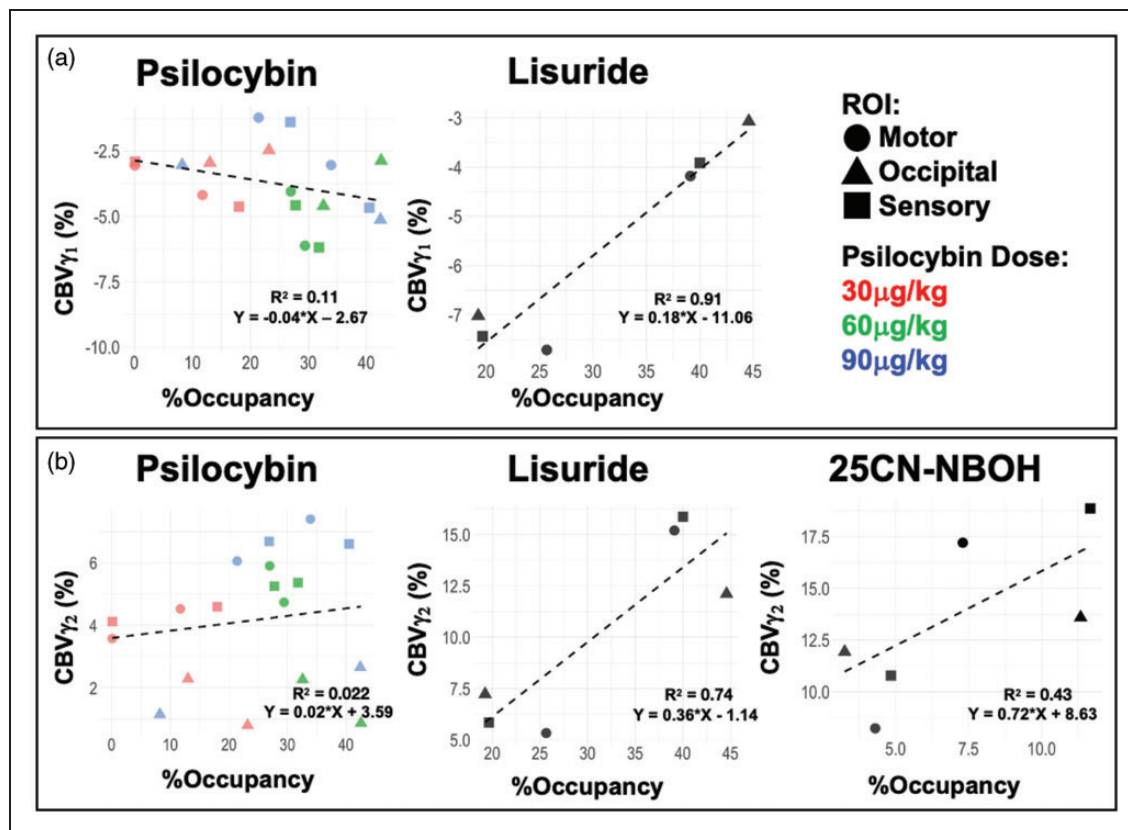 (a)
Psilocybin
Lisuride
CBVγ₁ (%)
-2.5
-5.0
-7.5
-10.0
R² = 0.11
Y = -0.04*X – 2.67
0 10 20 30 40
%Occupancy
CBVγ₁ (%)
-3
-4
-5
-6
-7
R² = 0.91
Y = 0.18*X - 11.06
20 25 30 35 40 45
%Occupancy
ROI:
Motor
Occipital
Sensory
Psilocybin Dose:
30μg/kg
60μg/kg
90μg/kg
(b)
Psilocybin
Lisuride
25CN-NBOH
CBVγ₂ (%)
6
4
2
R² = 0.022
Y = 0.02*X + 3.59
0 10 20 30 40
%Occupancy
CBVγ₂ (%)
15.0
12.5
10.0
7.5
5.0
R² = 0.74
Y = 0.36*X - 1.14
20 25 30 35 40 45
%Occupancy
CBVγ₂ (%)
17.5
15.0
12.5
10.0
R² = 0.43
Y = 0.72*X + 8.63
5.0 7.5 10.0
%Occupancy